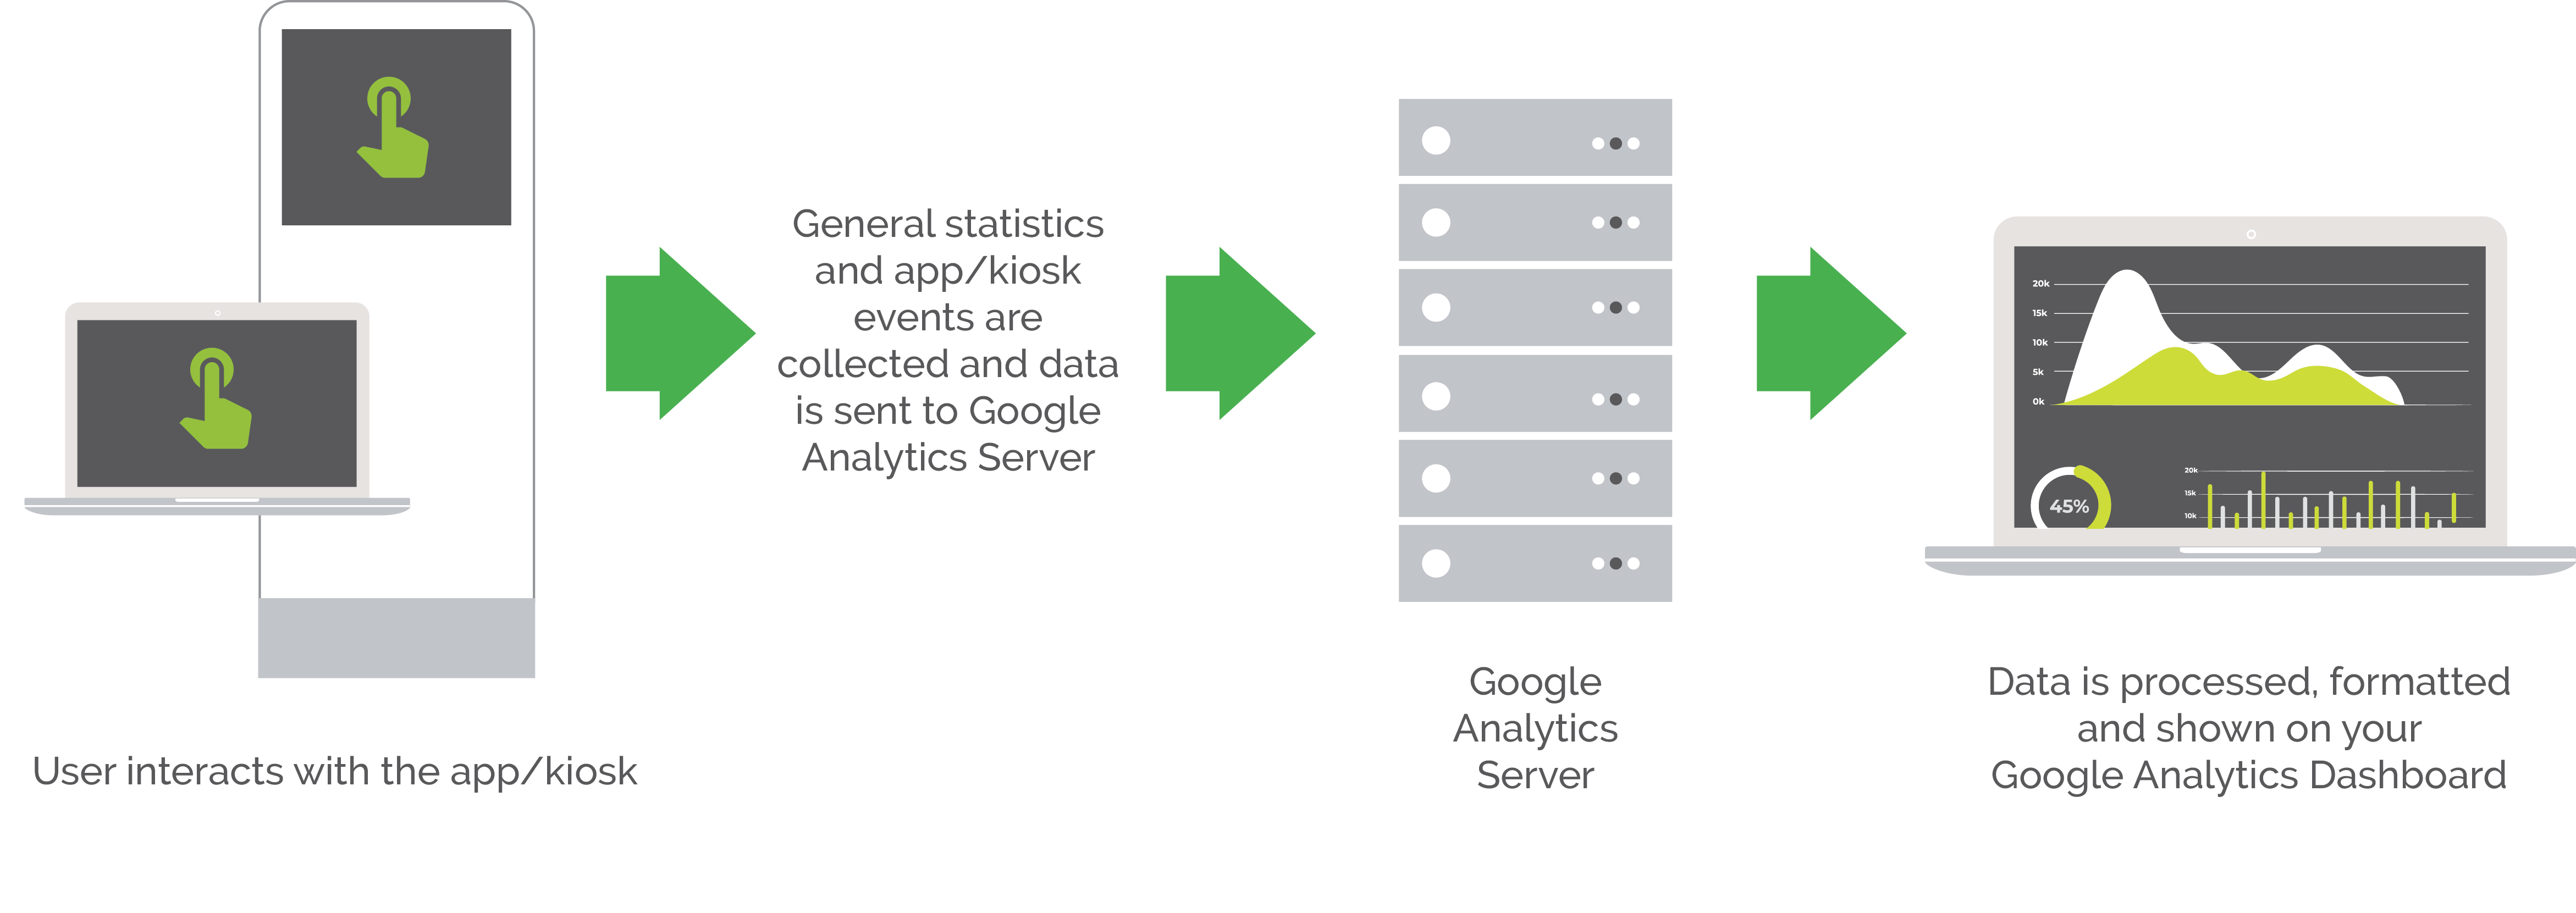 User interacts with the app/kiosk
General statistics
and app/kiosk
events are
collected and data
is sent to Google
Analytics Server
Google
Analytics
Server
20k
15k
10k
5k
0k
45%
20k
15k
10k
Data is processed, formatted
and shown on your
Google Analytics Dashboard